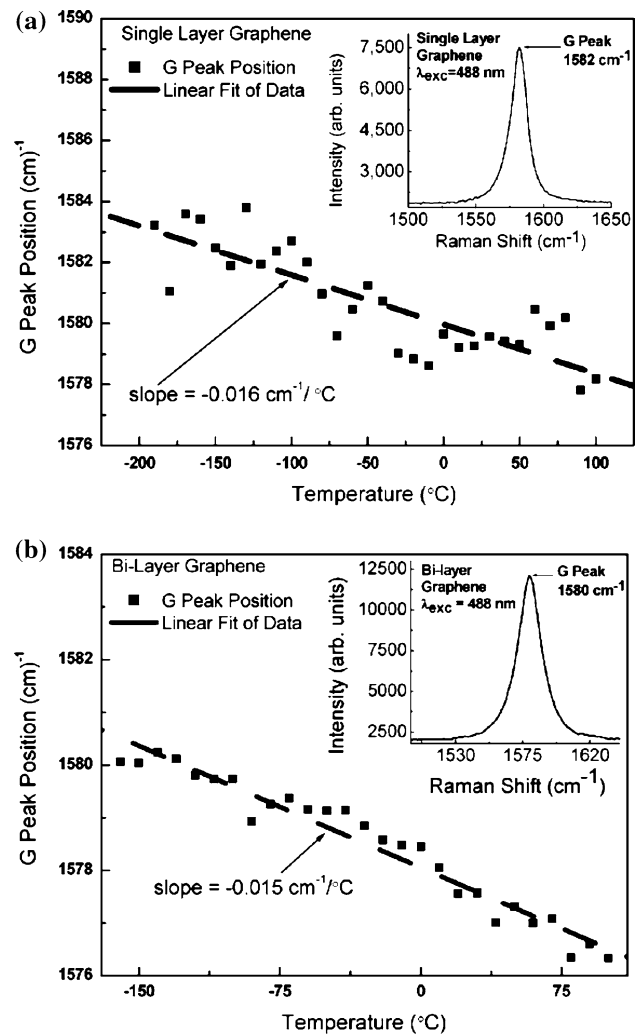 (a)
1590
1588
1586
1584
1582
1580
1578
1576
G Peak Position (cm)-1
Single Layer Graphene
G Peak Position
Linear Fit of Data
slope = -0.016 cm-1/ °C
-200
-150
-100
-50
0
50
100
Temperature (°C)
7,500
6,000
4,500
3,000
Intensity (arb. units)
Single Layer
Graphene
λexc=488 nm
G Peak
1582 cm-1
1500
1550
1600
1650
Raman Shift (cm-1)
(b)
1584
1582
1580
1578
1576
G Peak Position (cm)-1
Bi-Layer Graphene
G Peak Position
Linear Fit of Data
slope = -0.015 cm-1/°C
-150
-75
0
75
Temperature (°C)
12500
10000
7500
5000
2500
Intensity (arb. units)
Bi-layer
Graphene
λexc = 488 nm
G Peak
1580 cm-1
1530
1575
1620
Raman Shift (cm-1)